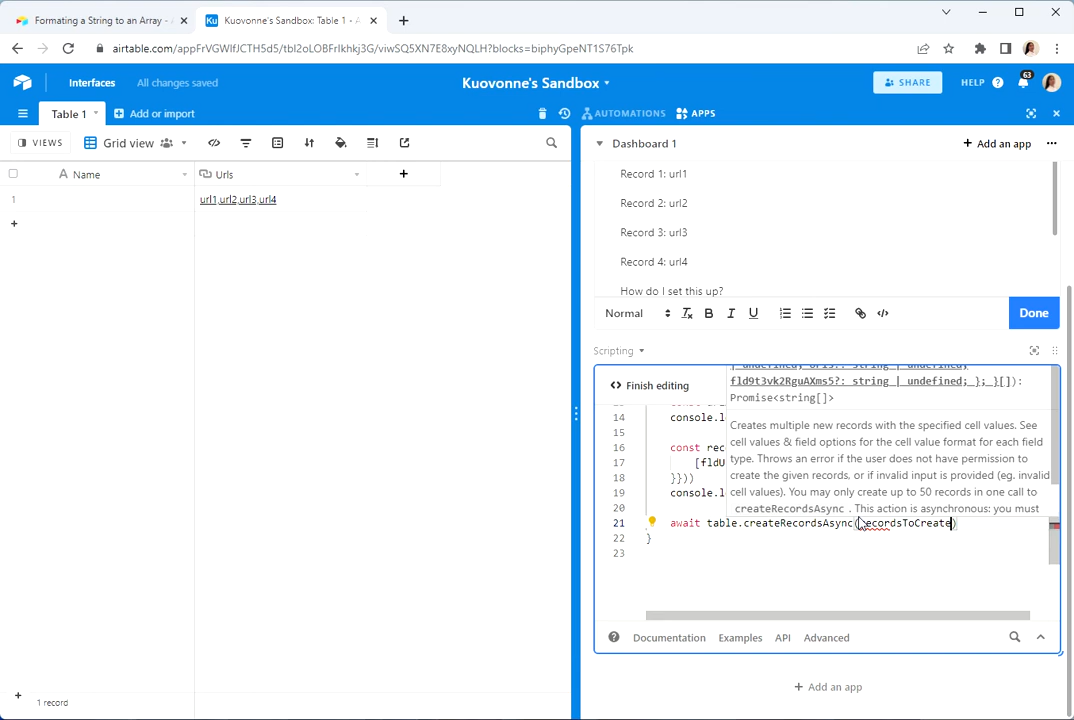 Formating a String to an Array -
Kuovonne's Sandbox: Table 1 - A
airtable.com/appFrVGWlfJCTH5d5/tbl2oLOBFrIkhkj3G/viwSQ5XN7E8xyNQLH?blocks=biphyGpeNT1S76Tpk
Interfaces
All changes saved
Kuovonne's Sandbox
SHARE
HELP
63
Table 1
Add or import
AUTOMATIONS
APPS
VIEWS
Grid view
Dashboard 1
Add an app
Name
Urls
1
url1,url2,url3,url4
Record 1: url1
Record 2: url2
Record 3: url3
Record 4: url4
How do I set this up?
Normal
Done
Scripting
Finish editing
fld9t3vk2RguAXms5?: string | undefined; }; }[]):
Promise<string[]>
Creates multiple new records with the specified cell values. See
cell values & field options for the cell value format for each field
type. Throws an error if the user does not have permission to
create the given records, or if invalid input is provided (eg. invalid
cell values). You may only create up to 50 records in one call to
createRecordsAsync . This action is asynchronous: you must
14 console.l
15
16 const rec
17 [fldU
18 }}))
19 console.l
20
21 await table.createRecordsAsync(recordsToCreate)
22 }
23
Documentation
Examples
API
Advanced
Add an app
1 record